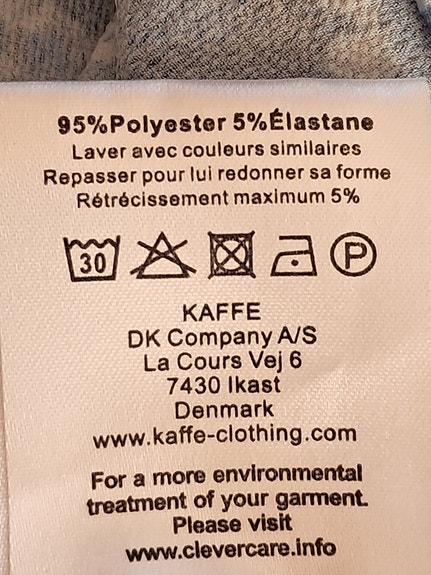 95%Polyester 5%Élastane
Laver avec couleurs similaires
Repasser pour lui redonner sa forme
Rétrécissement maximum 5%
30 P
KAFFE
DK Company A/S
La Cours Vej 6
7430 Ikast
Denmark
www.kaffe-clothing.com
For a more environmental
treatment of your garment.
Please visit
www.clevercare.info